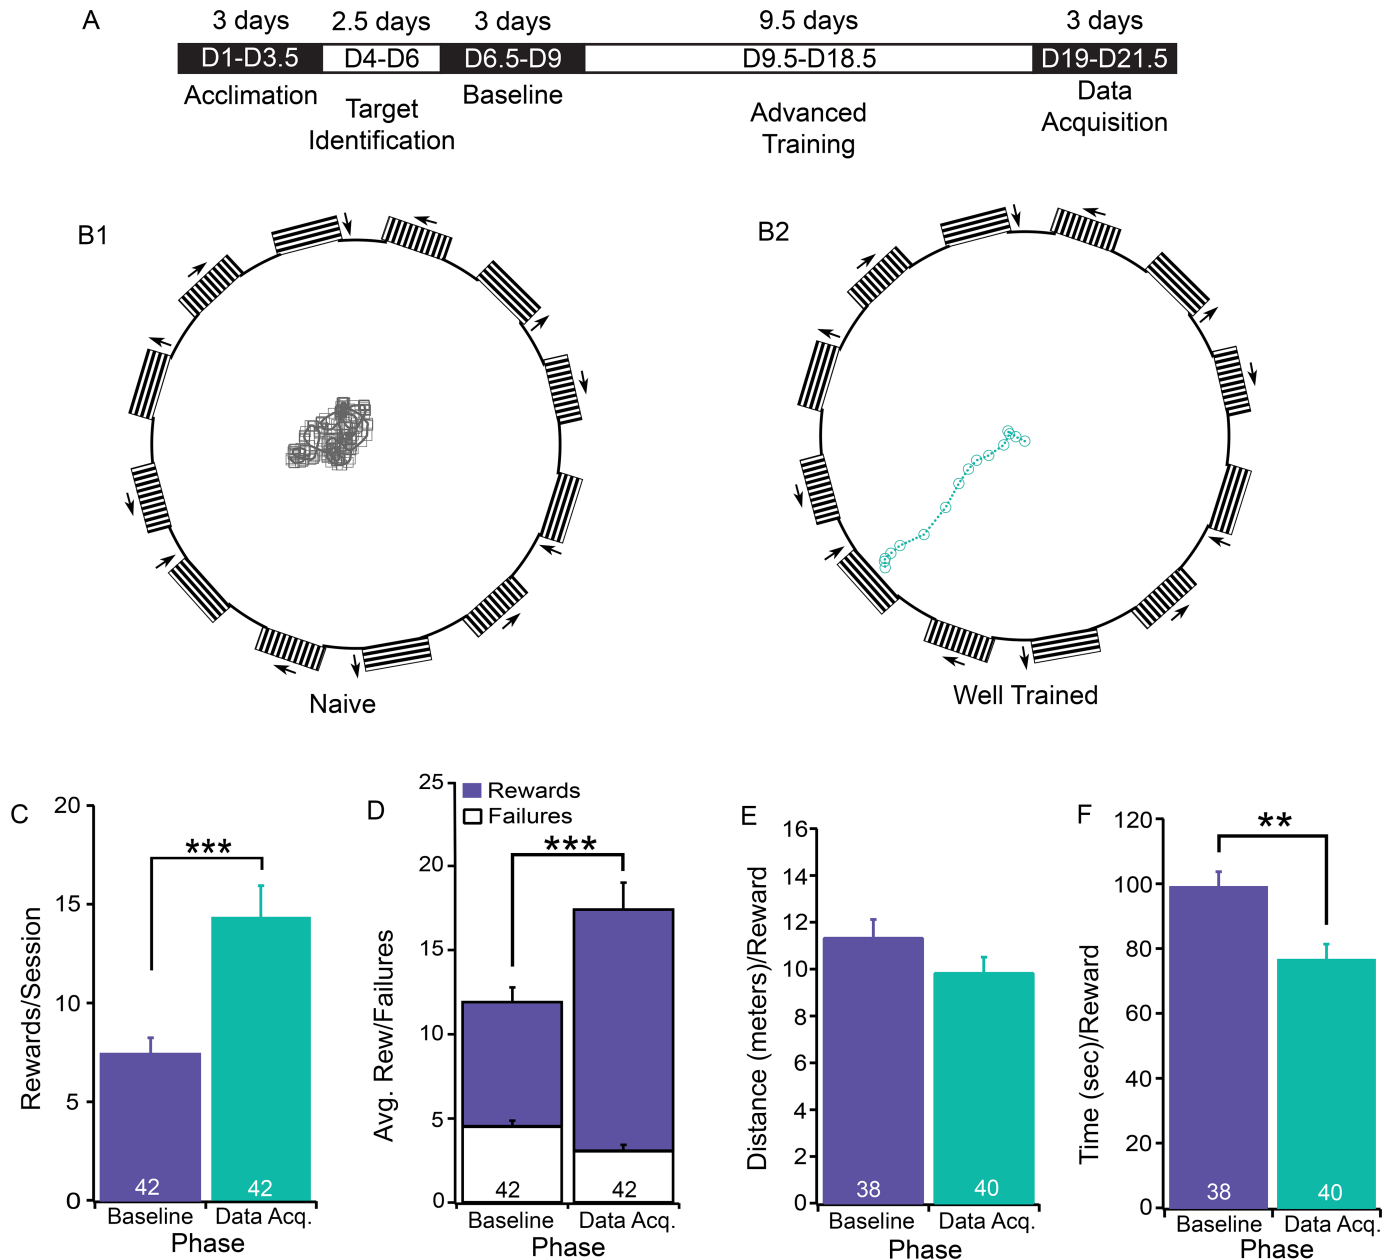 A
3 days 2.5 days 3 days 9.5 days 3 days
D1-D3.5 D4-D6 D6.5-D9 D9.5-D18.5 D19-D21.5
Acclimation
Target
Identification
Baseline
Advanced
Training
Data
Acquisition
B1
Naive
B2
Well Trained
C
Rewards/Session
20
15
10
5
0
***
42 42
Baseline Data Acq.
Phase
D
Avg. Rew/Failures
25
20
15
10
5
0
Rewards
Failures
***
42 42
Baseline Data Acq.
Phase
E
Distance (meters)/Reward
16
14
12
10
8
6
4
2
0
38 40
Baseline Data Acq.
Phase
F
Time (sec)/Reward
120
100
80
60
40
20
0
**
38 40
Baseline Data Acq.
Phase